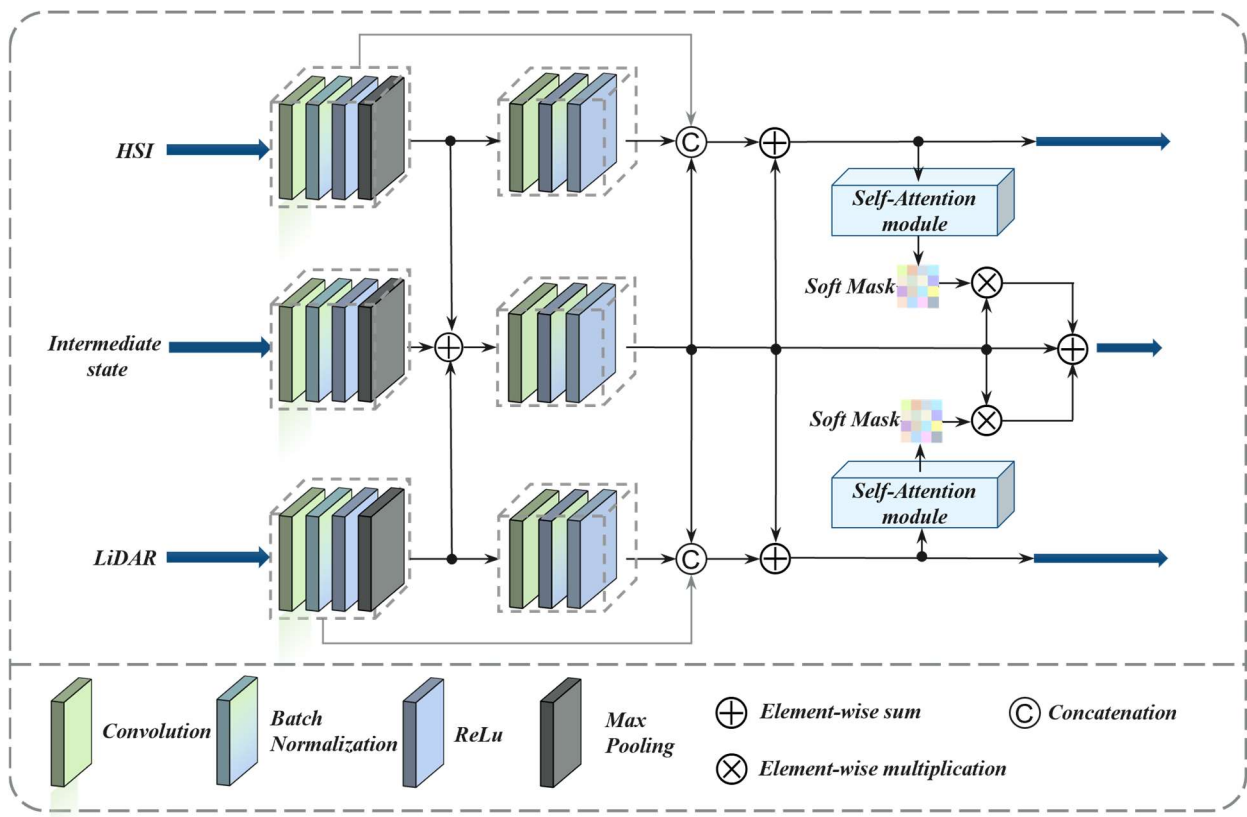 HSI
C
Self-Attention
module
Soft Mask
Intermediate
state
Soft Mask
Self-Attention
module
LiDAR
C
Convolution
Batch
Normalization
ReLu
Max
Pooling
Element-wise sum
C Concatenation
Element-wise multiplication